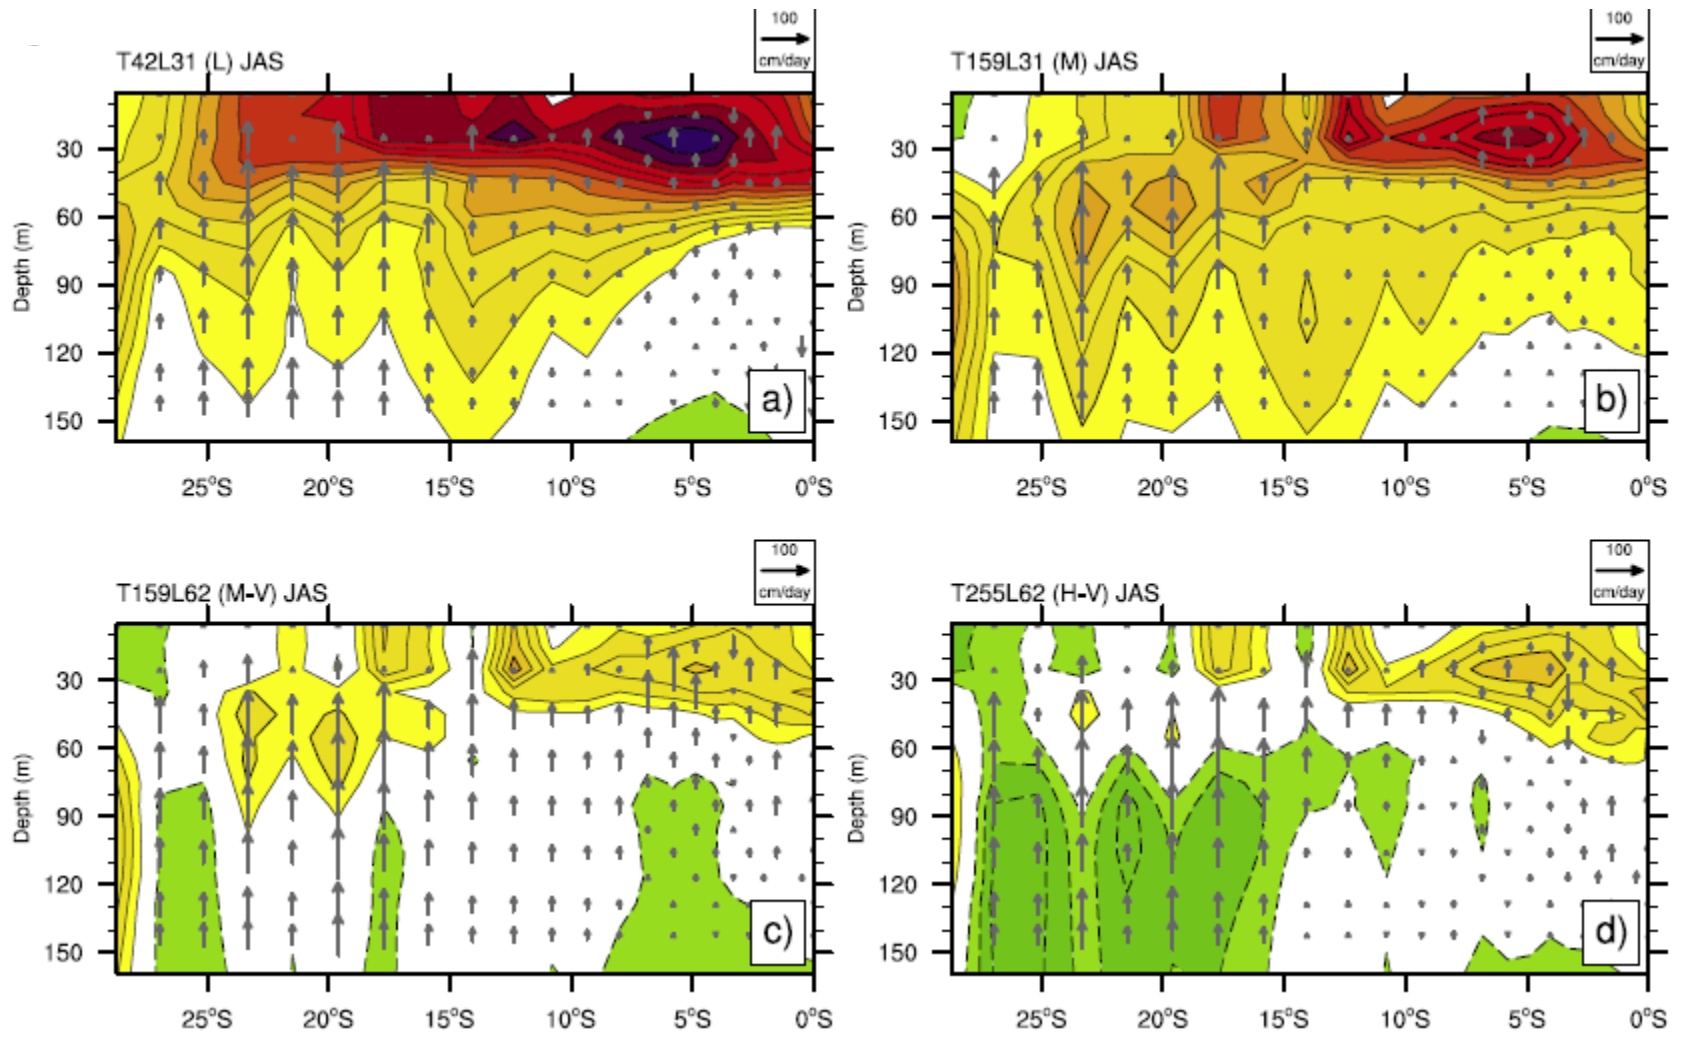 100
cm/day
T42L31 (L) JAS
Depth (m)
30
60
90
120
150
a)
25°S 20°S 15°S 10°S 5°S 0°S
100
cm/day
T159L31 (M) JAS
Depth (m)
30
60
90
120
150
b)
25°S 20°S 15°S 10°S 5°S 0°S
100
cm/day
T159L62 (M-V) JAS
Depth (m)
30
60
90
120
150
c)
25°S 20°S 15°S 10°S 5°S 0°S
100
cm/day
T255L62 (H-V) JAS
Depth (m)
30
60
90
120
150
d)
25°S 20°S 15°S 10°S 5°S 0°S